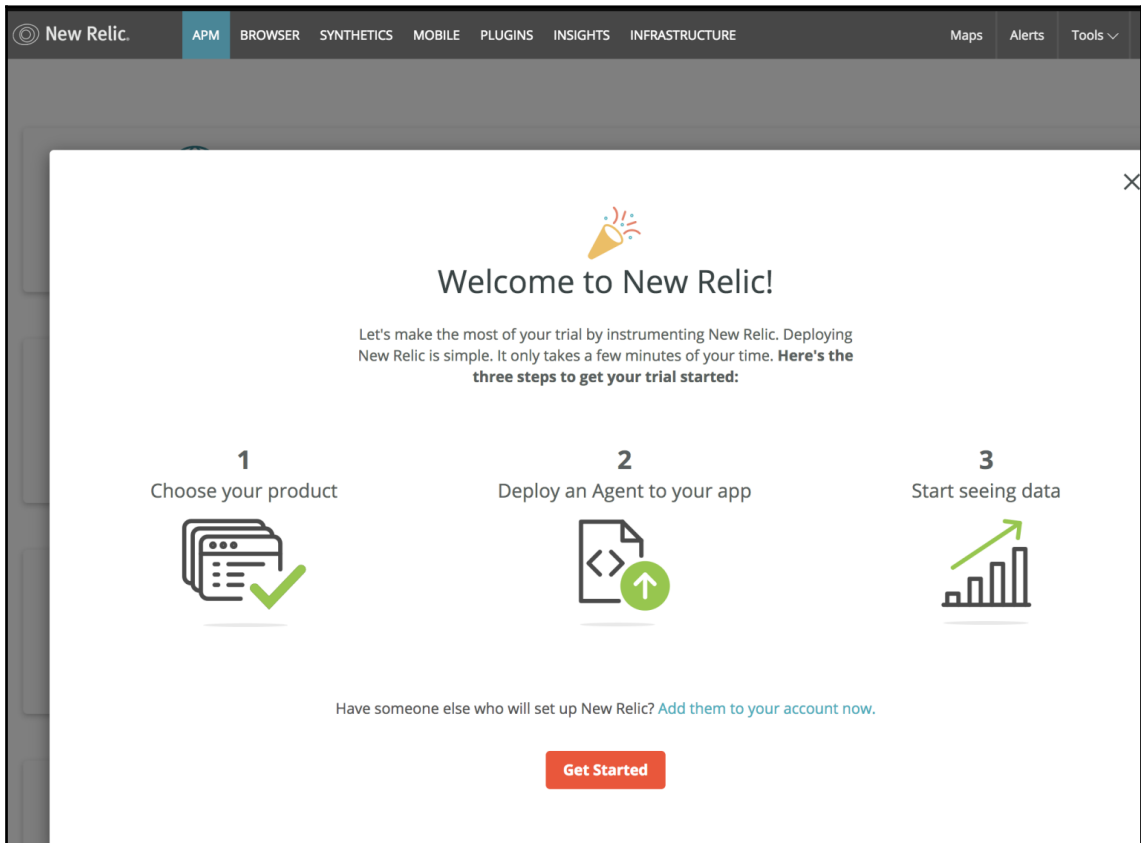 New Relic.
APM BROWSER SYNTHETICS MOBILE PLUGINS INSIGHTS INFRASTRUCTURE Maps Alerts Tools
Welcome to New Relic!
Let's make the most of your trial by instrumenting New Relic. Deploying
New Relic is simple. It only takes a few minutes of your time. Here's the
three steps to get your trial started:
1
Choose your product
2
Deploy an Agent to your app
3
Start seeing data
Have someone else who will set up New Relic? Add them to your account now.
Get Started